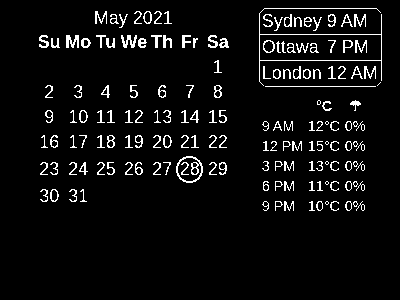 May 2021
Su Mo Tu We Th Fr Sa
1
2 3 4 5 6 7 8
9 10 11 12 13 14 15
16 17 18 19 20 21 22
23 24 25 26 27 28 29
30 31
Sydney 9 AM
Ottawa 7 PM
London 12 AM
°C ☂
9 AM 12°C 0%
12 PM 15°C 0%
3 PM 13°C 0%
6 PM 11°C 0%
9 PM 10°C 0%